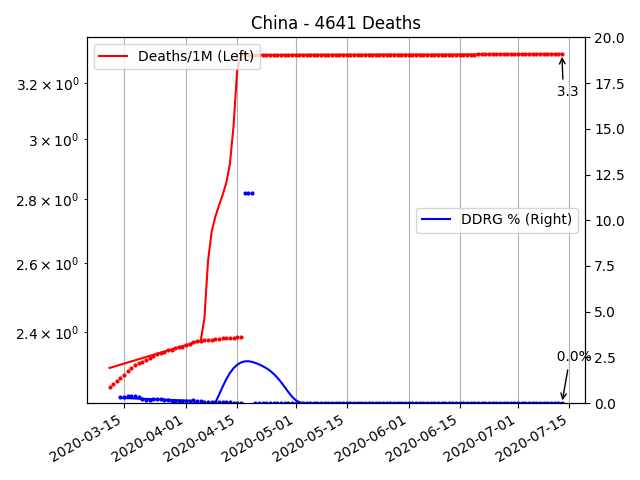 China - 4641 Deaths
Deaths/1M (Left)
DDRG % (Right)
3.3
0.0%
3.2 × 10⁰
3 × 10⁰
2.8 × 10⁰
2.6 × 10⁰
2.4 × 10⁰
20.0
17.5
15.0
12.5
10.0
7.5
5.0
2.5
0.0
2020-03-15
2020-04-01
2020-04-15
2020-05-01
2020-05-15
2020-06-01
2020-06-15
2020-07-01
2020-07-15